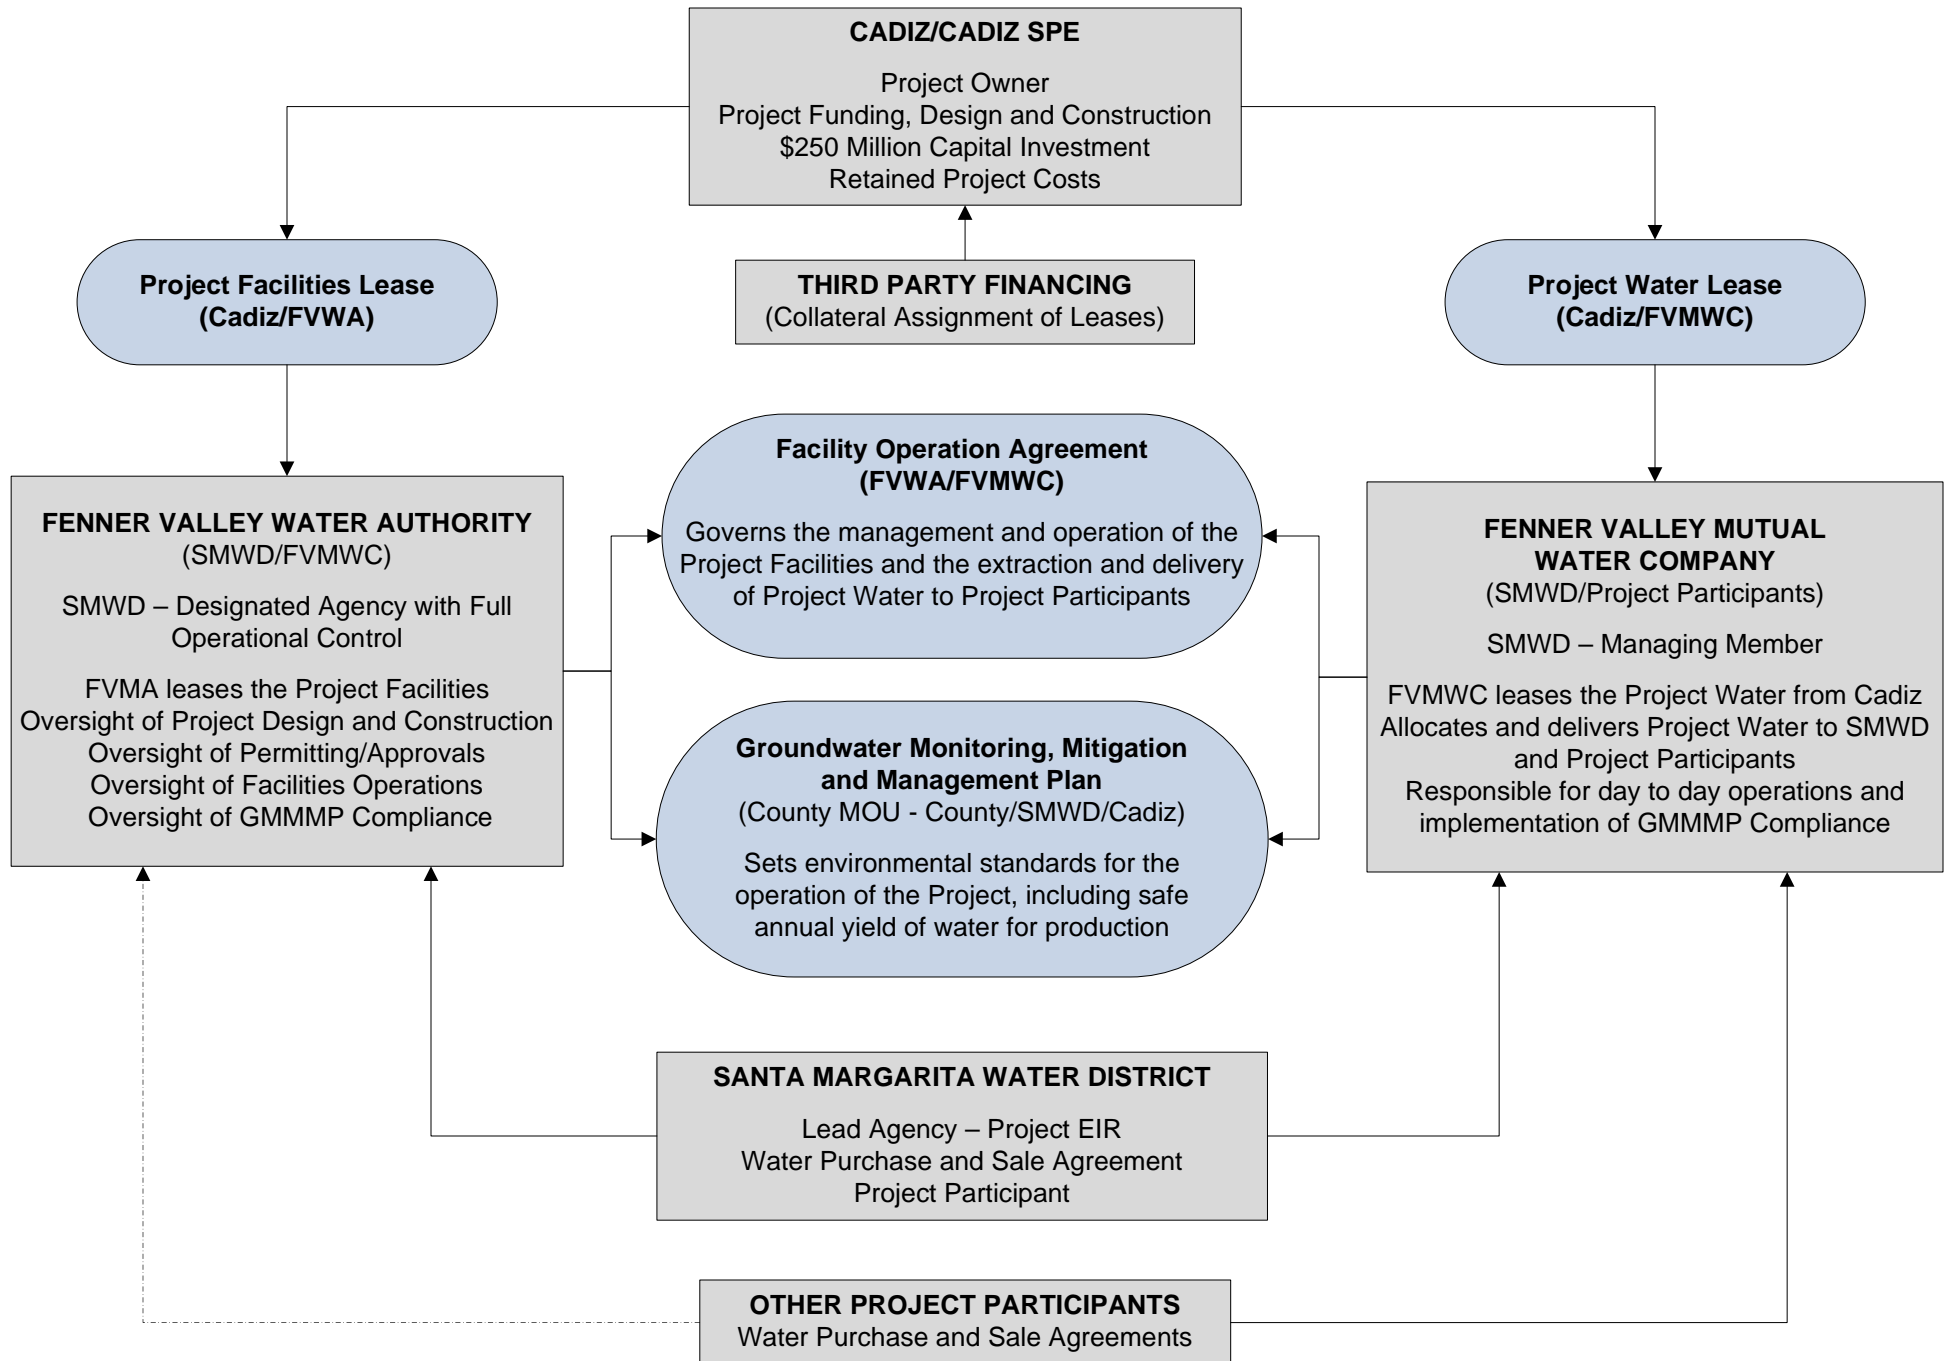 CADIZ/CADIZ SPE
Project Owner
Project Funding, Design and Construction
$250 Million Capital Investment
Retained Project Costs
Project Facilities Lease
(Cadiz/FVWA)
THIRD PARTY FINANCING
(Collateral Assignment of Leases)
Project Water Lease
(Cadiz/FVMWC)
Facility Operation Agreement
(FVWA/FVMWC)
Governs the management and operation of the
Project Facilities and the extraction and delivery
of Project Water to Project Participants
FENNER VALLEY WATER AUTHORITY
(SMWD/FVMWC)
SMWD – Designated Agency with Full
Operational Control
FVMA leases the Project Facilities
Oversight of Project Design and Construction
Oversight of Permitting/Approvals
Oversight of Facilities Operations
Oversight of GMMMP Compliance
FENNER VALLEY MUTUAL
WATER COMPANY
(SMWD/Project Participants)
SMWD – Managing Member
FVMWC leases the Project Water from Cadiz
Allocates and delivers Project Water to SMWD
and Project Participants
Responsible for day to day operations and
implementation of GMMMP Compliance
Groundwater Monitoring, Mitigation
and Management Plan
(County MOU - County/SMWD/Cadiz)
Sets environmental standards for the
operation of the Project, including safe
annual yield of water for production
SANTA MARGARITA WATER DISTRICT
Lead Agency – Project EIR
Water Purchase and Sale Agreement
Project Participant
OTHER PROJECT PARTICIPANTS
Water Purchase and Sale Agreements